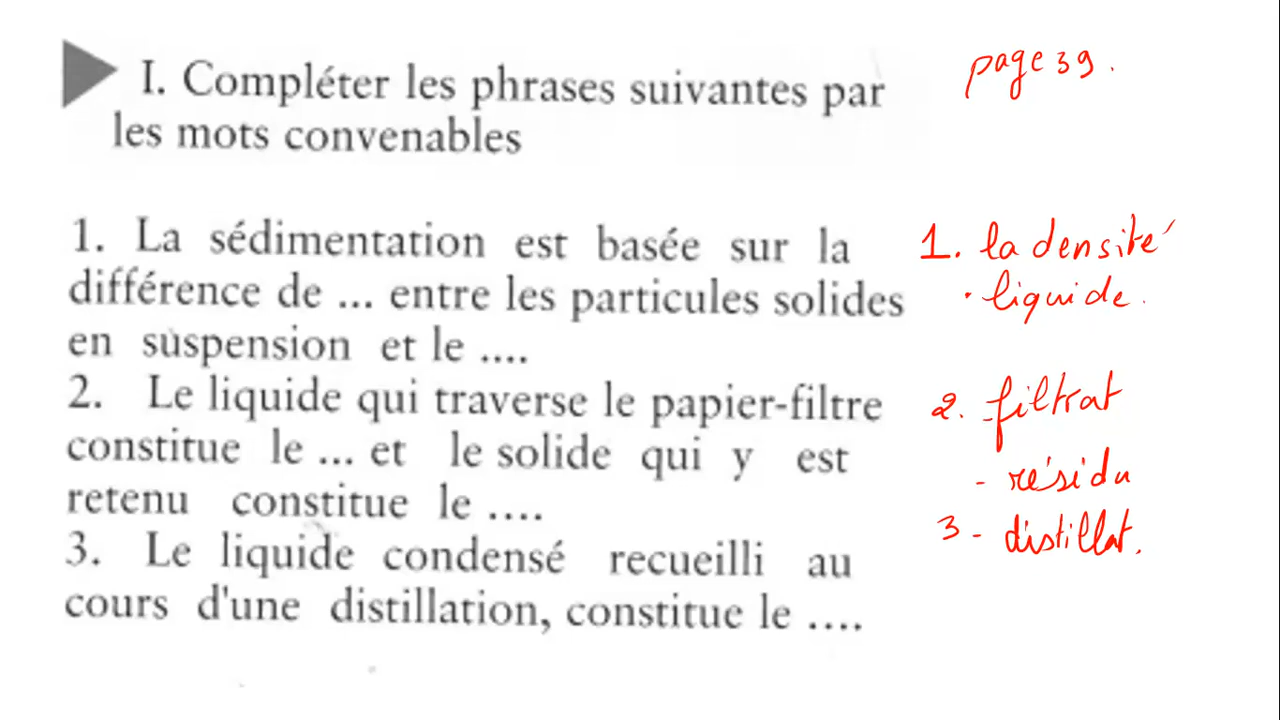 I. Compléter les phrases suivantes par
les mots convenables
page 39.
1. La sédimentation est basée sur la
différence de ... entre les particules solides
en suspension et le ....
1. la densité
· liquide.
2. Le liquide qui traverse le papier-filtre
constitue le ... et le solide qui y est
retenu constitue le ....
2. filtrat
- résidu
3. Le liquide condensé recueilli au
cours d'une distillation, constitue le ....
3 - distillat.